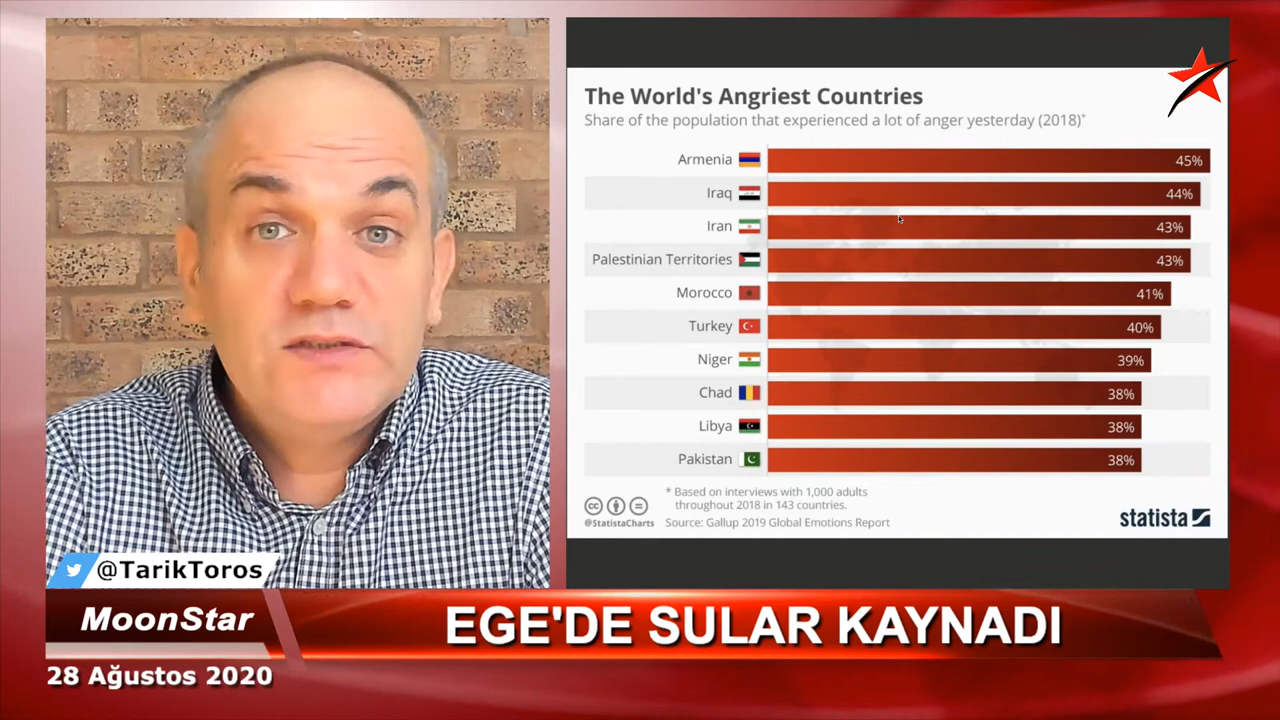 The World's Angriest Countries
Share of the population that experienced a lot of anger yesterday (2018)*
Armenia 45%
Iraq 44%
Iran 43%
Palestinian Territories 43%
Morocco 41%
Turkey 40%
Niger 39%
Chad 38%
Libya 38%
Pakistan 38%
* Based on interviews with 1,000 adults
throughout 2018 in 143 countries.
@StatistaCharts Source: Gallup 2019 Global Emotions Report
statista
@TarikToros
MoonStar
EGE'DE SULAR KAYNADI
28 Ağustos 2020